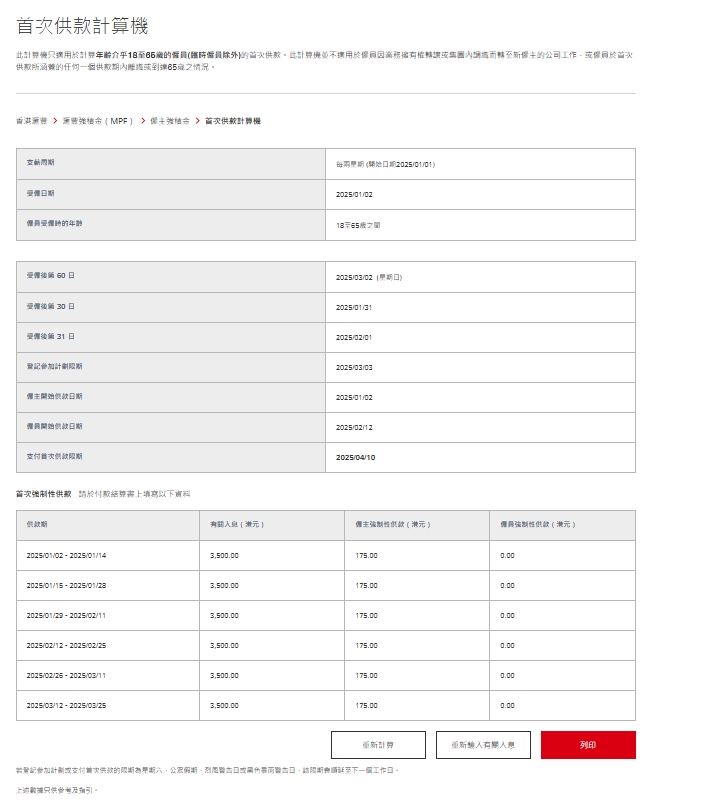 首次供款計算機
此計算機只適用於計算年齡介乎18至65歲的僱員(臨時僱員除外)的首次供款。此計算機並不適用於僱員因業務擁有權轉讓或集團內調職而轉至新僱主的公司工作、或僱員於首次
供款所涵蓋的任何一個供款期內離職或到達65歲之情況。
香港滙豐 > 滙豐強積金 ( MPF ) > 僱主強積金 > 首次供款計算機
支薪周期 每兩星期 (開始日期2025/01/01)
受僱日期 2025/01/02
僱員受僱時的年齡 18至65歲之間
受僱後第 60 日 2025/03/02 (星期日)
受僱後第 30 日 2025/01/31
受僱後第 31 日 2025/02/01
登記參加計劃限期 2025/03/03
僱主開始供款日期 2025/01/02
僱員開始供款日期 2025/02/12
支付首次供款限期 2025/04/10
首次強制性供款 請於付款結算書上填寫以下資料
供款期 有關入息 ( 港元 ) 僱主強制性供款 ( 港元 ) 僱員強制性供款 ( 港元 )
2025/01/02 - 2025/01/14 3,500.00 175.00 0.00
2025/01/15 - 2025/01/28 3,500.00 175.00 0.00
2025/01/29 - 2025/02/11 3,500.00 175.00 0.00
2025/02/12 - 2025/02/25 3,500.00 175.00 0.00
2025/02/26 - 2025/03/11 3,500.00 175.00 0.00
2025/03/12 - 2025/03/25 3,500.00 175.00 0.00
重新計算 重新輸入有關入息 列印
若登記參加計劃或支付首次供款的限期為星期六、公眾假期、烈風警告日或黑色暴雨警告日，該限期會順延至下一個工作日。
上述數據只供參考及指引。